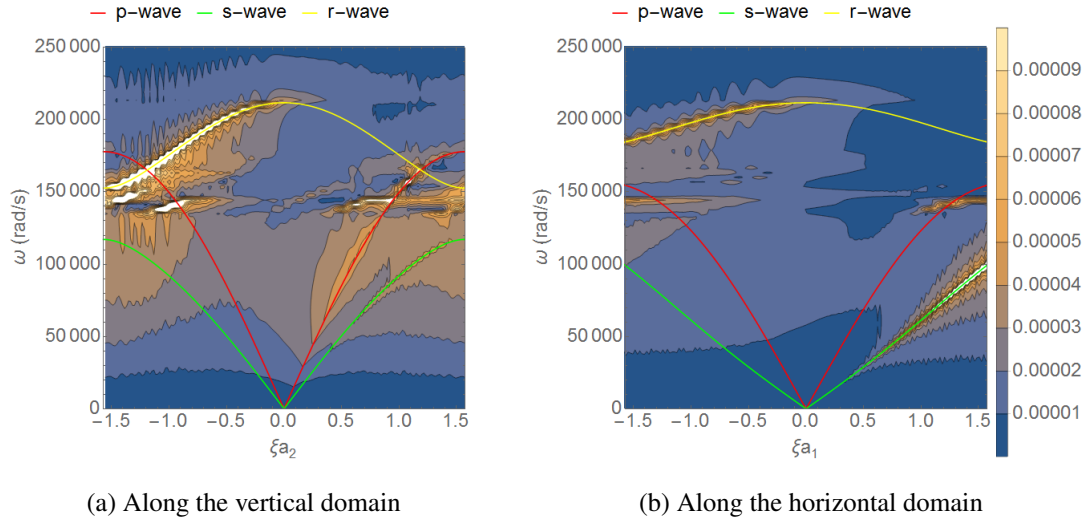 p-wave s-wave r-wave
250 000
200 000
150 000
100 000
50 000
0
ω (rad/s)
-1.5 -1.0 -0.5 0.0 0.5 1.0 1.5
ξa₂
(a) Along the vertical domain
p-wave s-wave r-wave
250 000
200 000
150 000
100 000
50 000
0
ω (rad/s)
-1.5 -1.0 -0.5 0.0 0.5 1.0 1.5
ξa₁
0.00009
0.00008
0.00007
0.00006
0.00005
0.00004
0.00003
0.00002
0.00001
(b) Along the horizontal domain